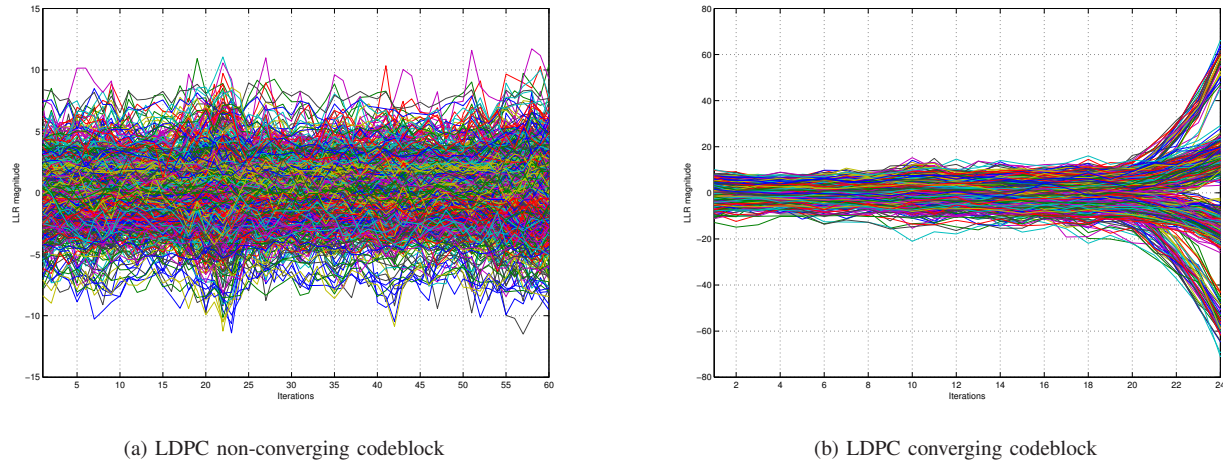 15
10
5
0
−5
−10
−15
LLR magnitude
5 10 15 20 25 30 35 40 45 50 55 60
Iterations
(a) LDPC non-converging codeblock
80
60
40
20
0
−20
−40
−60
−80
LLR magnitude
2 4 6 8 10 12 14 16 18 20 22 24
Iterations
(b) LDPC converging codeblock